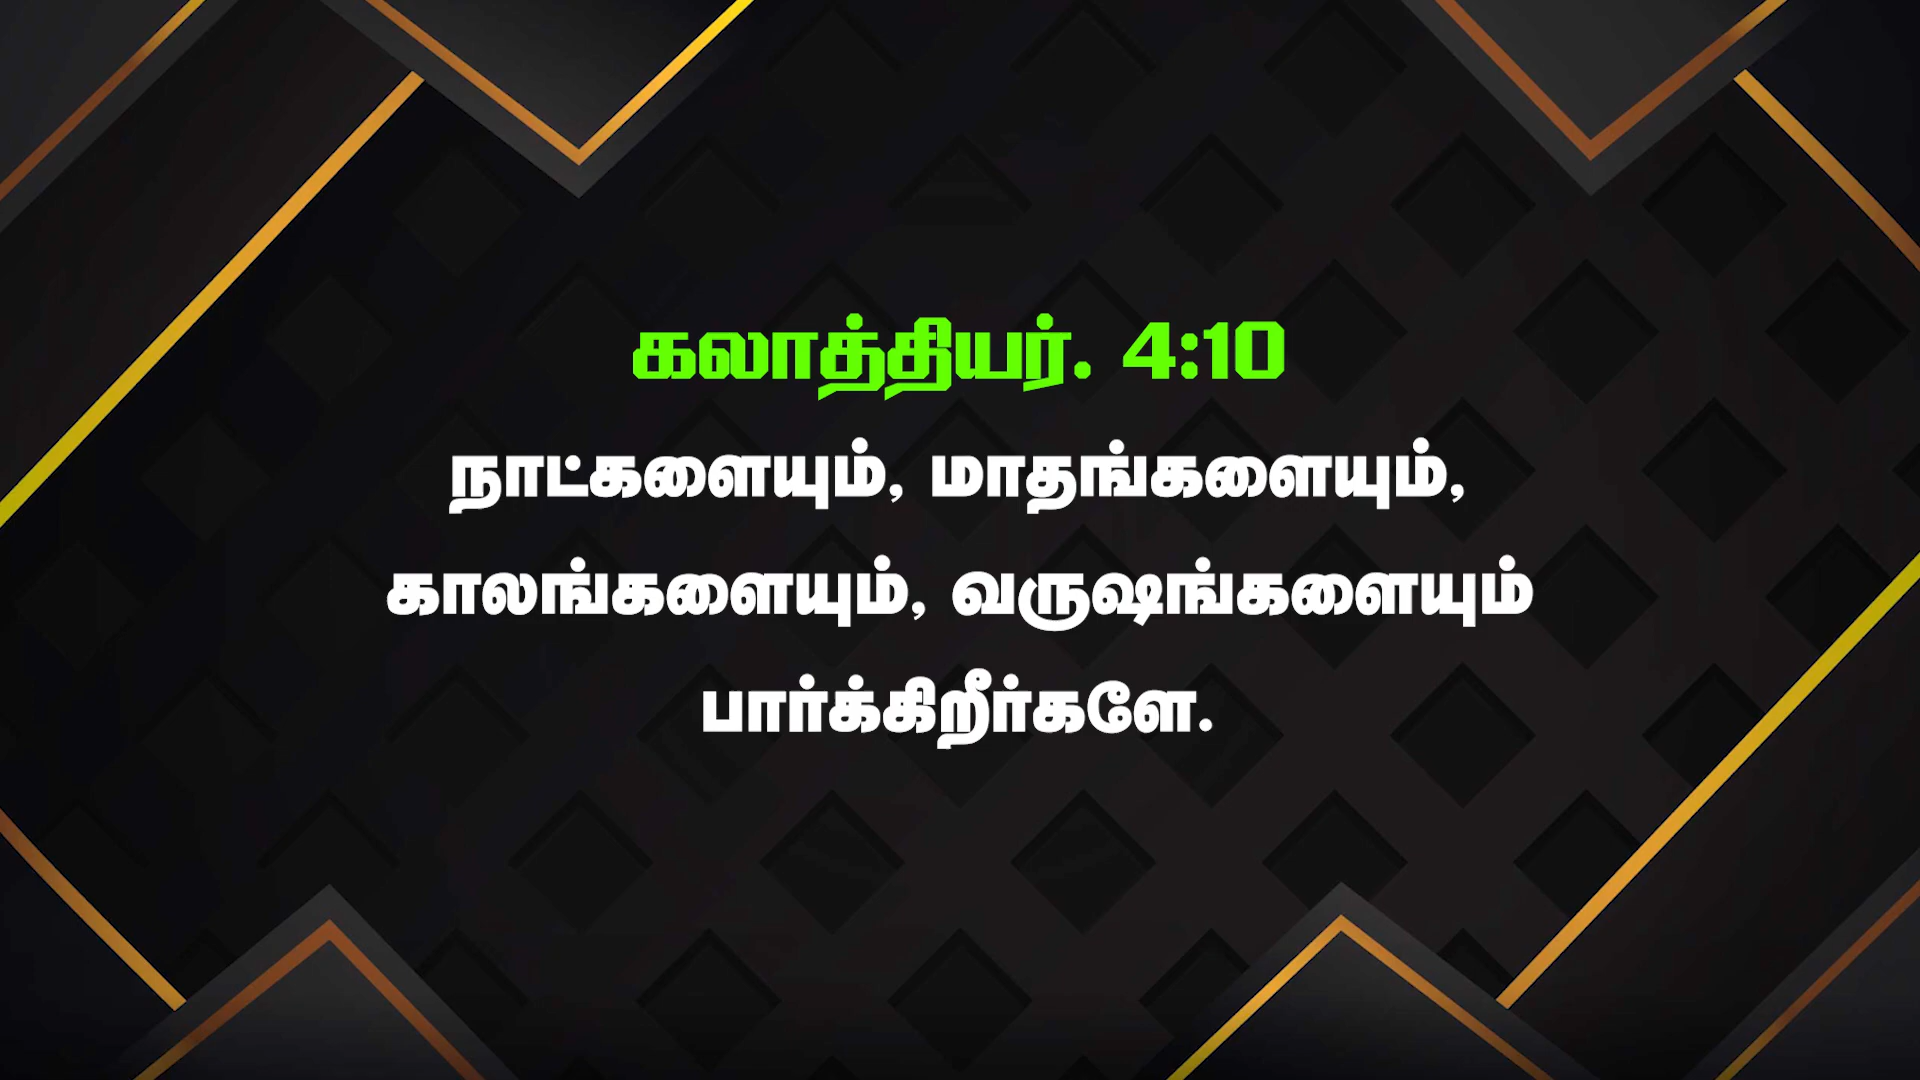 கலாத்தியர். 4:10
நாட்களையும், மாதங்களையும்,
காலங்களையும், வருஷங்களையும்
பார்க்கிறீர்களே.